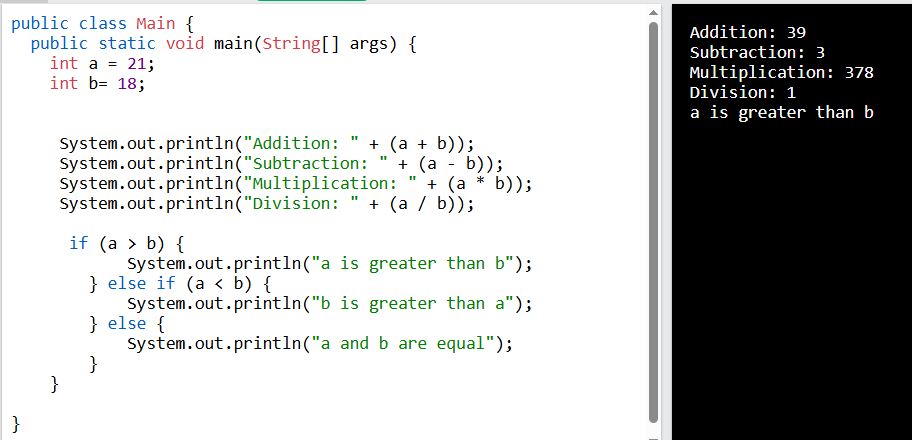 public class Main {
public static void main(String[] args) {
int a = 21;
int b= 18;
System.out.println("Addition: " + (a + b));
System.out.println("Subtraction: " + (a - b));
System.out.println("Multiplication: " + (a * b));
System.out.println("Division: " + (a / b));
if (a > b) {
System.out.println("a is greater than b");
} else if (a < b) {
System.out.println("b is greater than a");
} else {
System.out.println("a and b are equal");
}
}
}
Addition: 39
Subtraction: 3
Multiplication: 378
Division: 1
a is greater than b